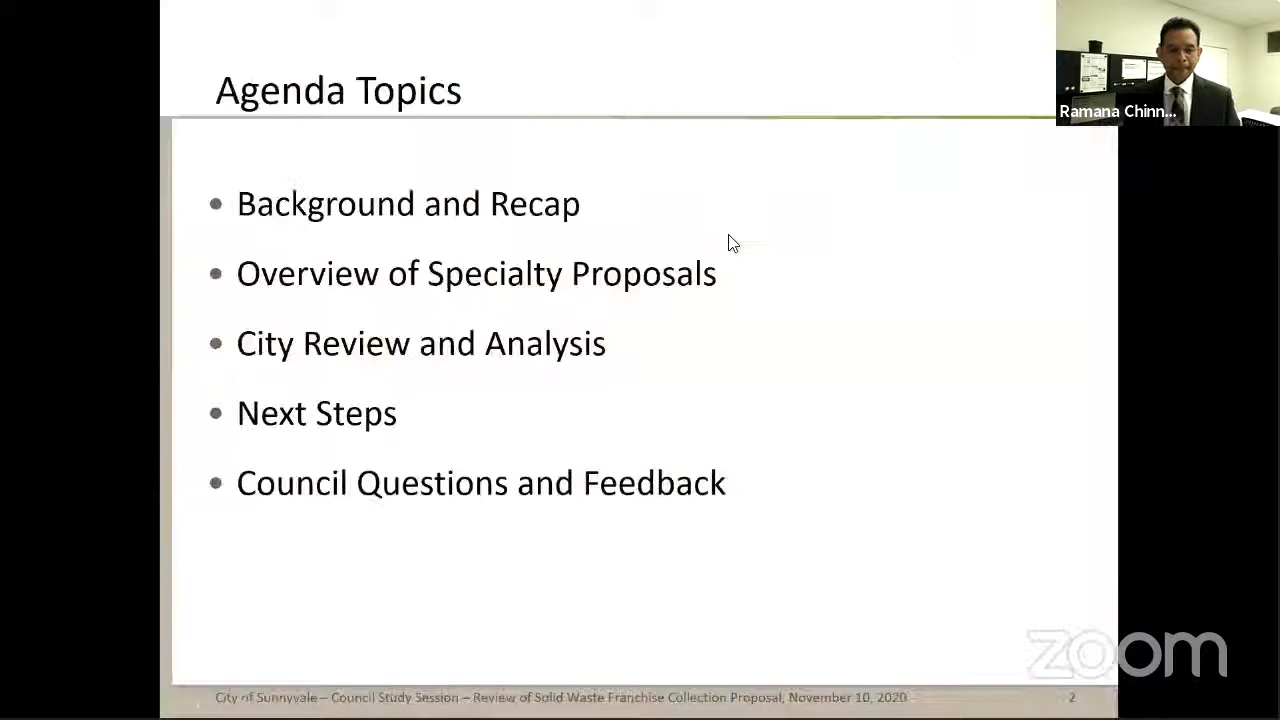 Agenda Topics
Ramana Chinn...
• Background and Recap
• Overview of Specialty Proposals
• City Review and Analysis
• Next Steps
• Council Questions and Feedback
zoom
City of Sunnyvale – Council Study Session – Review of Solid Waste Franchise Collection Proposal, November 10, 2020
2